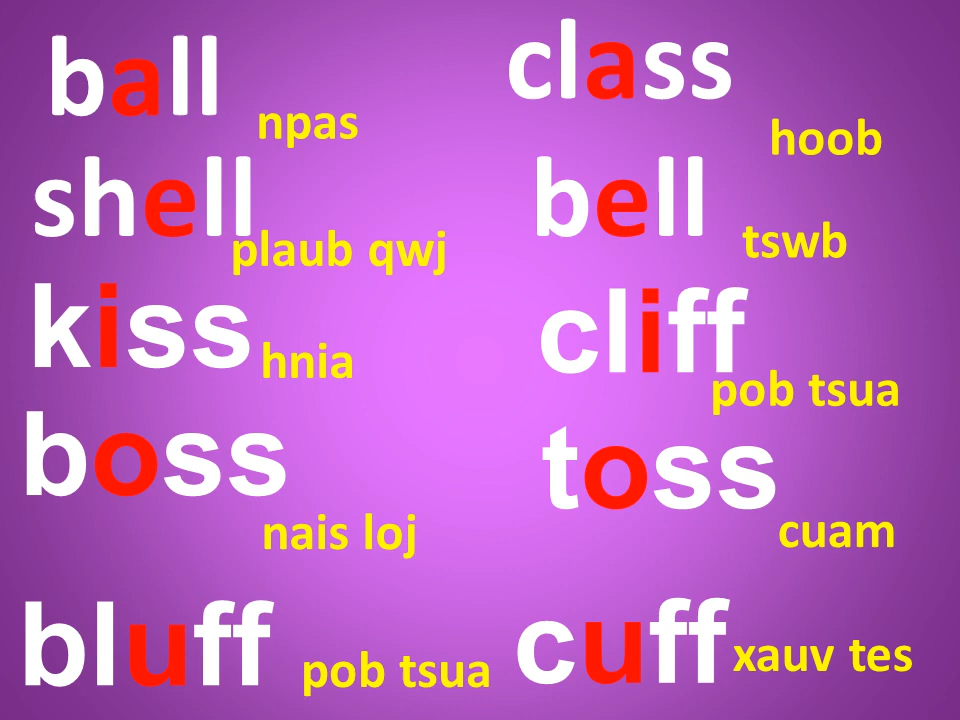 ball
npas
class
hoob
shell
plaub qwj
bell
tswb
kiss
hnia
cliff
pob tsua
boss
nais loj
toss
cuam
bluff
pob tsua
cuff
xauv tes